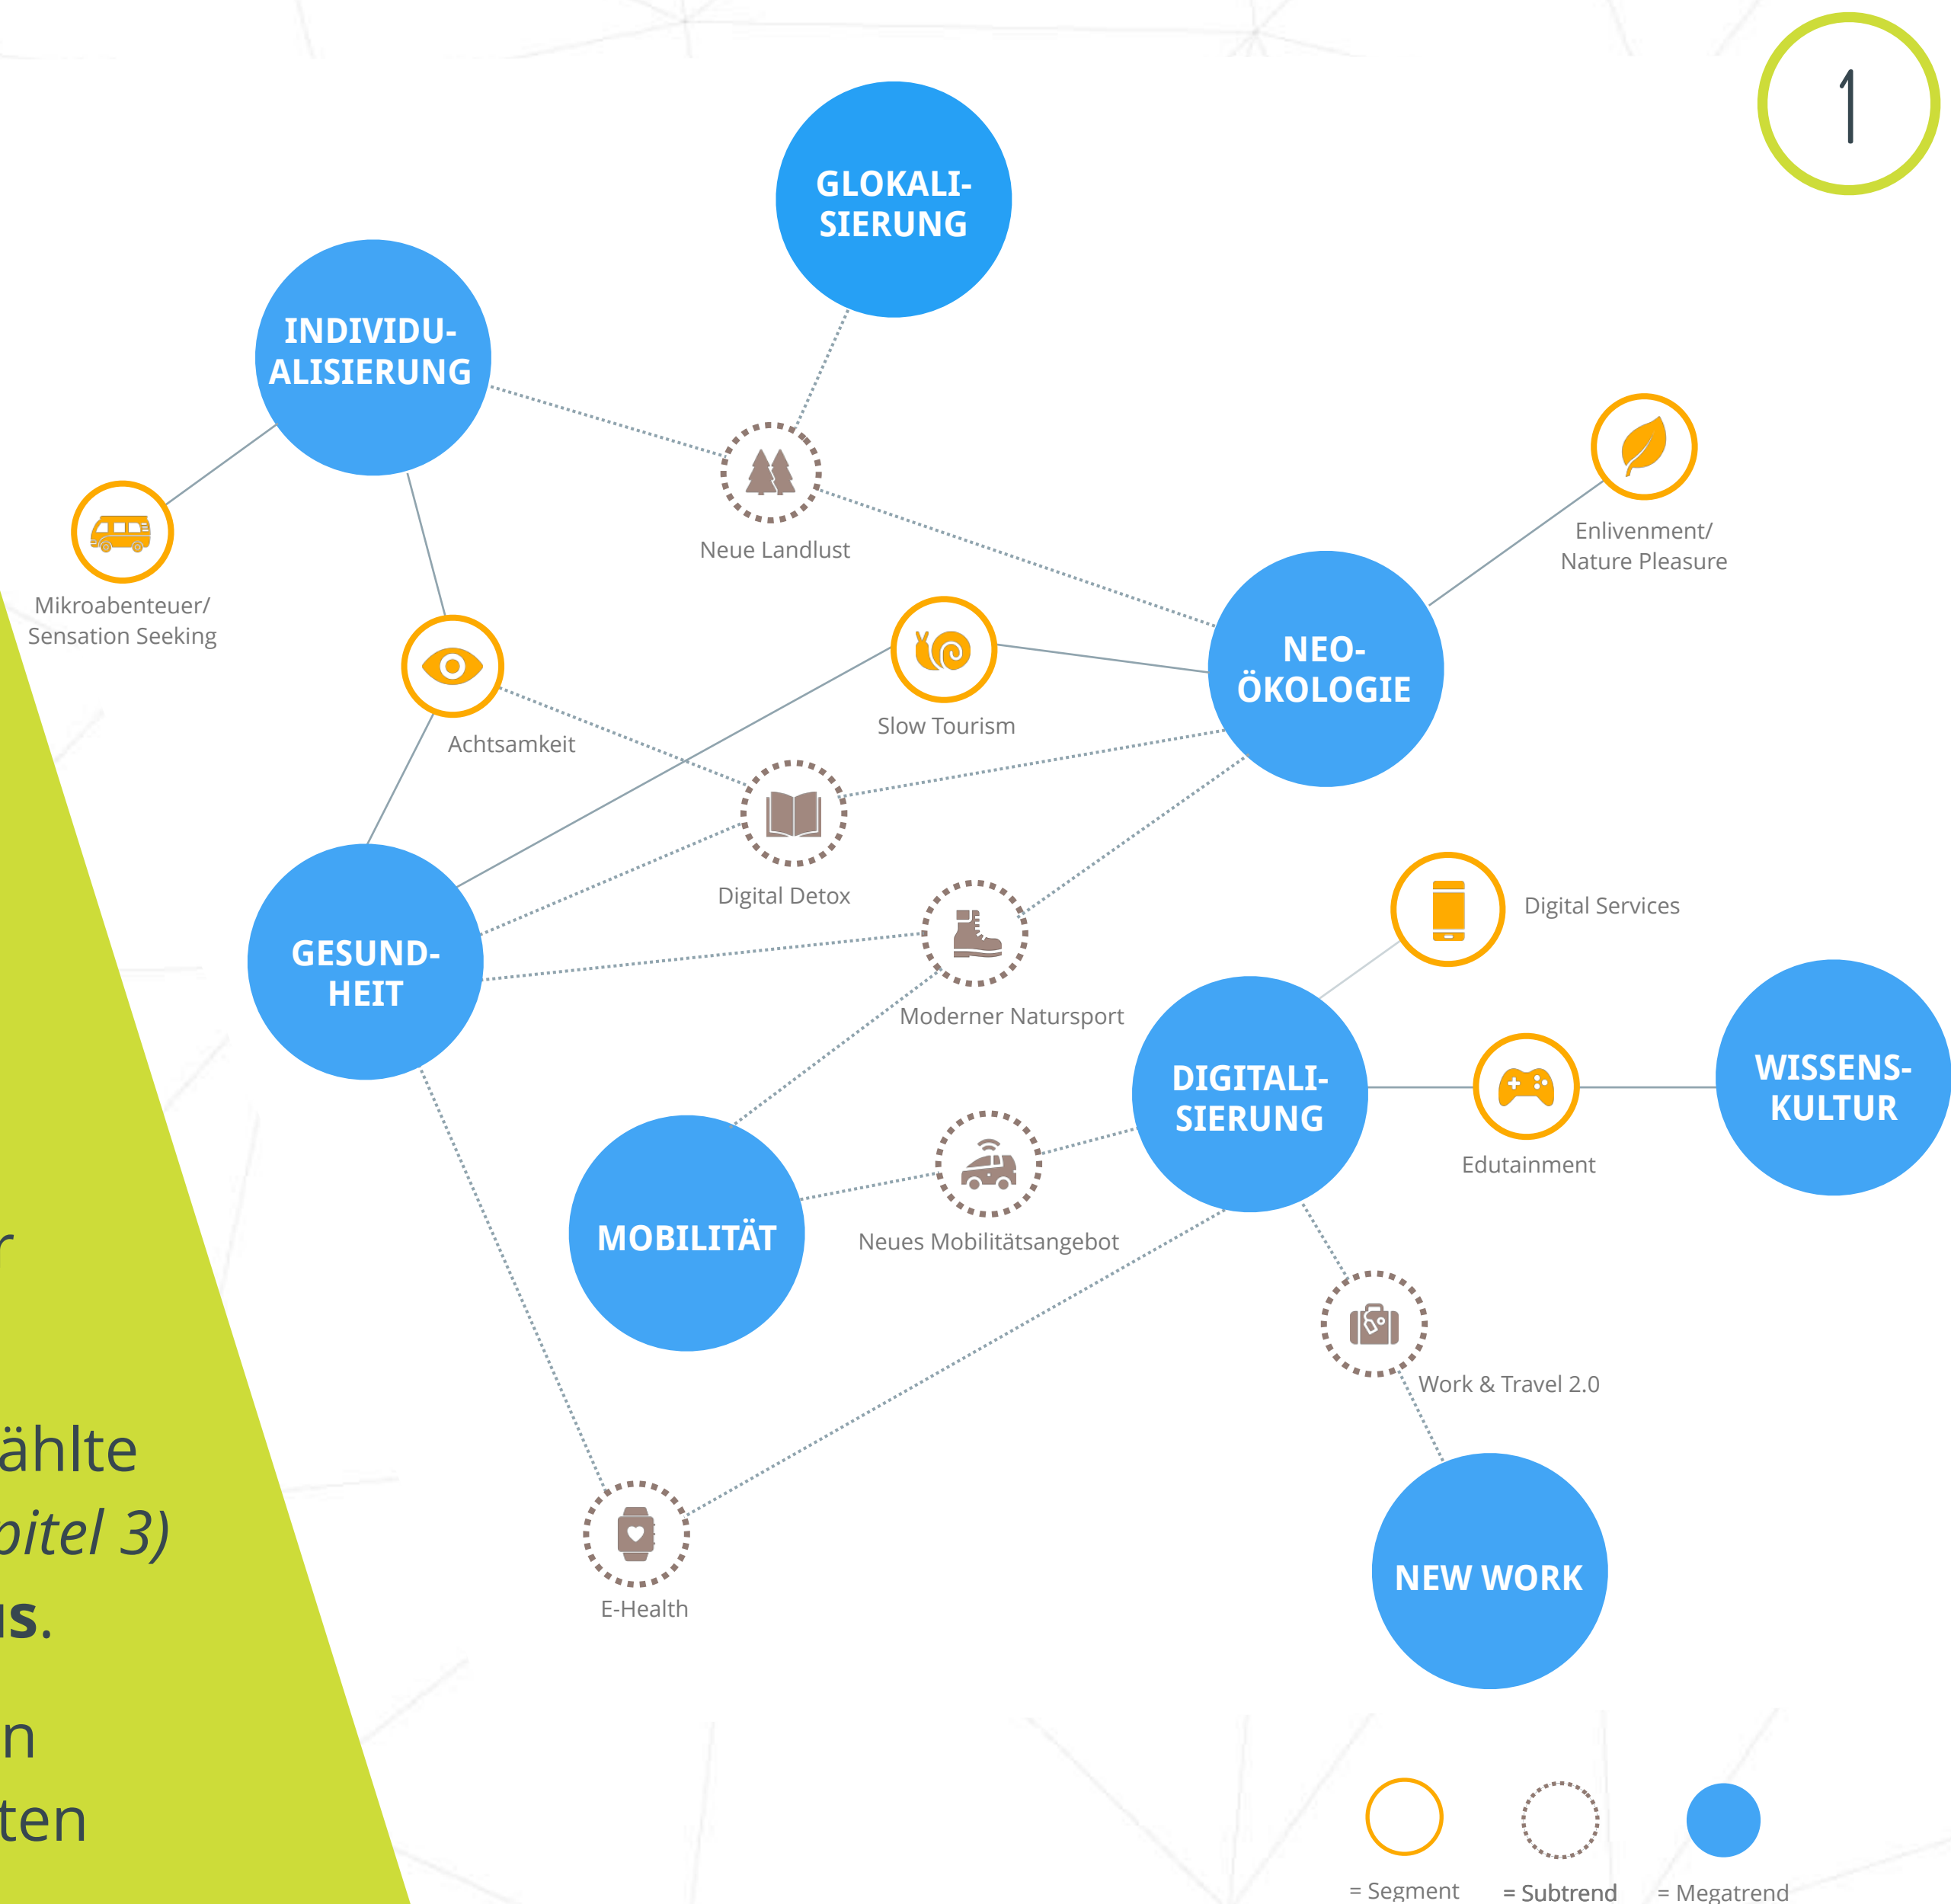 1
GLOKALI-
SIERUNG
INDIVIDU-
ALISIERUNG
Neue Landlust
Enlivenment/
Nature Pleasure
Mikroabenteuer/
Sensation Seeking
NEO-
ÖKOLOGIE
Slow Tourism
Achtsamkeit
Digital Detox
Digital Services
GESUND-
HEIT
Moderner Natursport
DIGITALI-
SIERUNG
WISSENS-
KULTUR
Edutainment
MOBILITÄT
Neues Mobilitätsangebot
Work & Travel 2.0
E-Health
NEW WORK
r
ählte
pitel 3)
us.
n
ten
= Segment
= Subtrend
= Megatrend